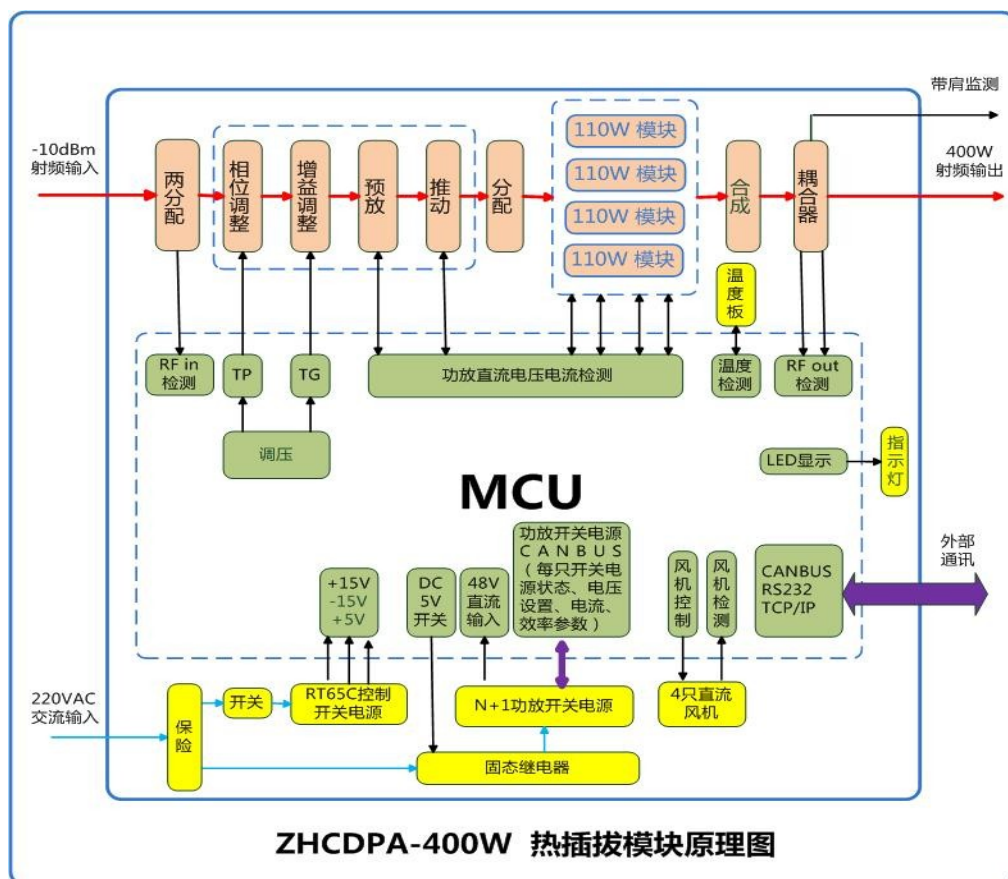 带肩监测
-10dBm
射频输入
400W
射频输出
两分配
相位调整
增益调整
预放
推动
分配
110W 模块
110W 模块
110W 模块
110W 模块
合成
耦合器
温度板
RF in
检测
TP
TG
功放直流电压电流检测
温度
检测
RF out
检测
调压
LED显示
指示灯
MCU
+15V
-15V
+5V
DC
5V
开关
48V
直流
输入
功放开关电源
CANBUS
（每只开关电
源状态、电压
设置、电流、
效率参数）
风机控制
风机检测
CANBUS
RS232
TCP/IP
外部
通讯
220VAC
交流输入
保险
开关
RT65C控制
开关电源
N+1功放开关电源
4只直流
风机
固态继电器
ZHCDPA-400W 热插拔模块原理图